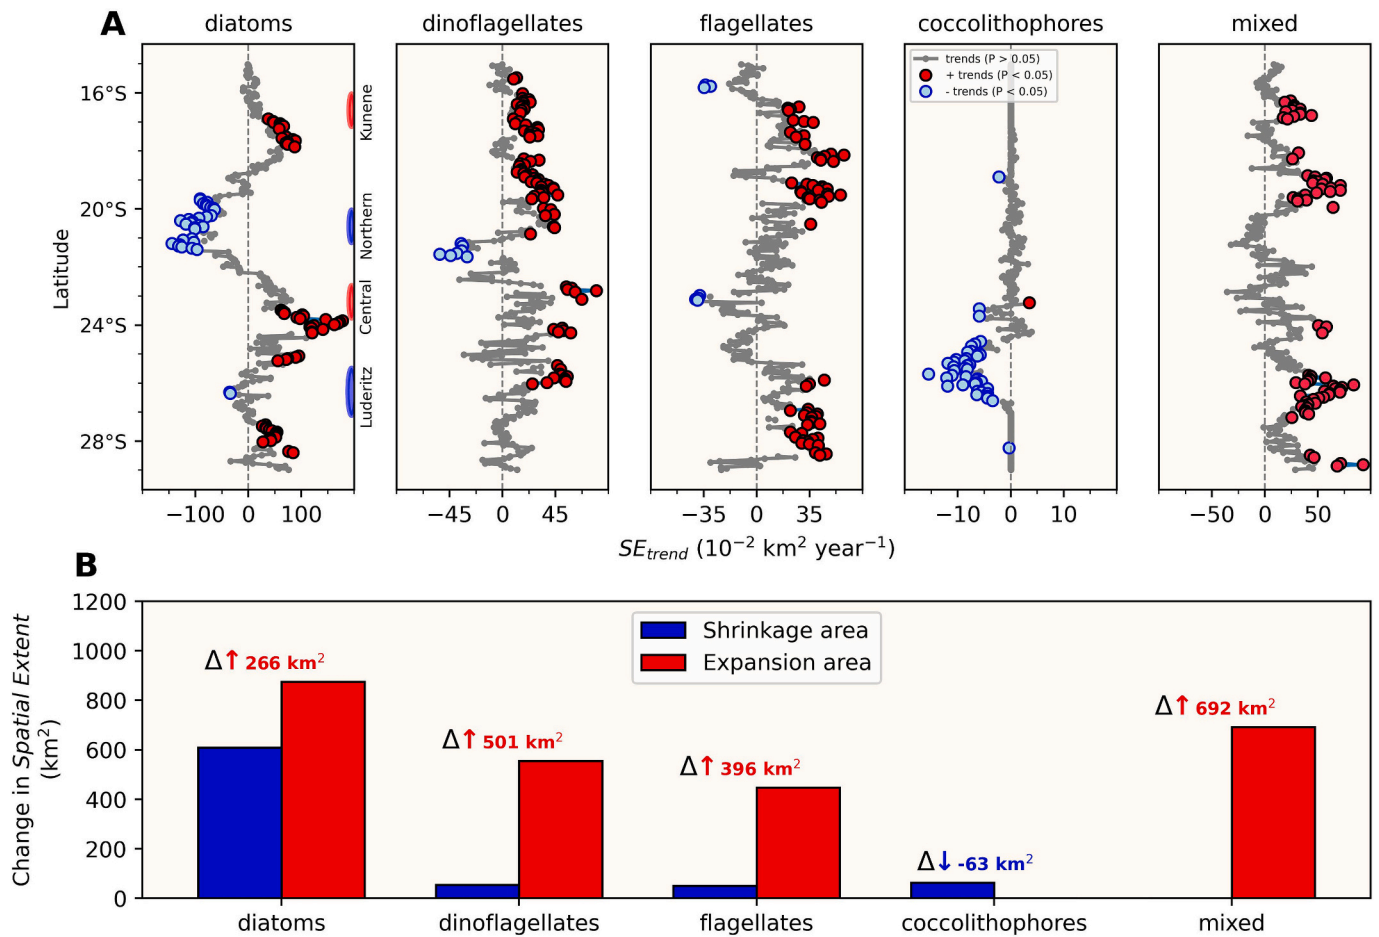 A
diatoms
dinoflagellates
flagellates
coccolithophores
mixed
16°S
20°S
24°S
28°S
Latitude
Kunene
Northern
Central
Luderitz
trends (P > 0.05)
+ trends (P < 0.05)
- trends (P < 0.05)
−100 0 100
−45 0 45
−35 0 35
−10 0 10
−50 0 50
SE_trend (10⁻² km² year⁻¹)
B
Change in Spatial Extent
(km²)
1200
1000
800
600
400
200
0
Shrinkage area
Expansion area
Δ↑ 266 km²
Δ↑ 501 km²
Δ↑ 396 km²
Δ↓ -63 km²
Δ↑ 692 km²
diatoms
dinoflagellates
flagellates
coccolithophores
mixed